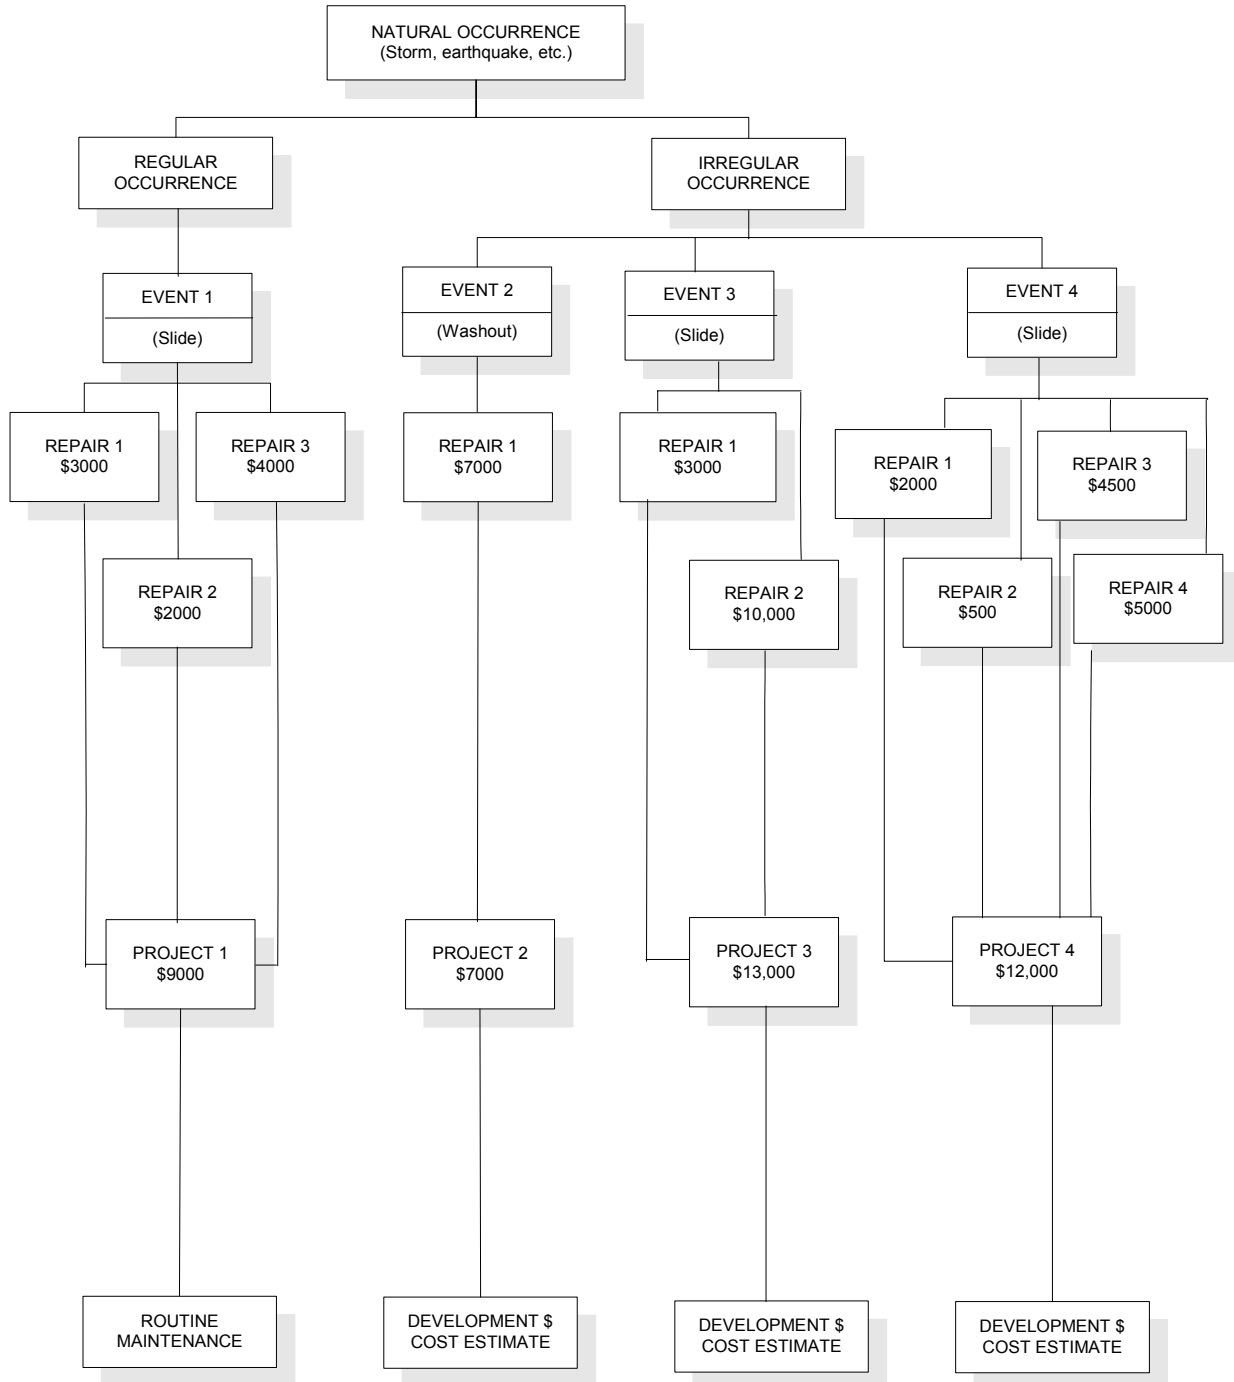 NATURAL OCCURRENCE
(Storm, earthquake, etc.)
REGULAR
OCCURRENCE
IRREGULAR
OCCURRENCE
EVENT 1
(Slide)
EVENT 2
(Washout)
EVENT 3
(Slide)
EVENT 4
(Slide)
REPAIR 1
$3000
REPAIR 3
$4000
REPAIR 2
$2000
REPAIR 1
$7000
REPAIR 1
$3000
REPAIR 2
$10,000
REPAIR 1
$2000
REPAIR 3
$4500
REPAIR 2
$500
REPAIR 4
$5000
PROJECT 1
$9000
PROJECT 2
$7000
PROJECT 3
$13,000
PROJECT 4
$12,000
ROUTINE
MAINTENANCE
DEVELOPMENT $
COST ESTIMATE
DEVELOPMENT $
COST ESTIMATE
DEVELOPMENT $
COST ESTIMATE